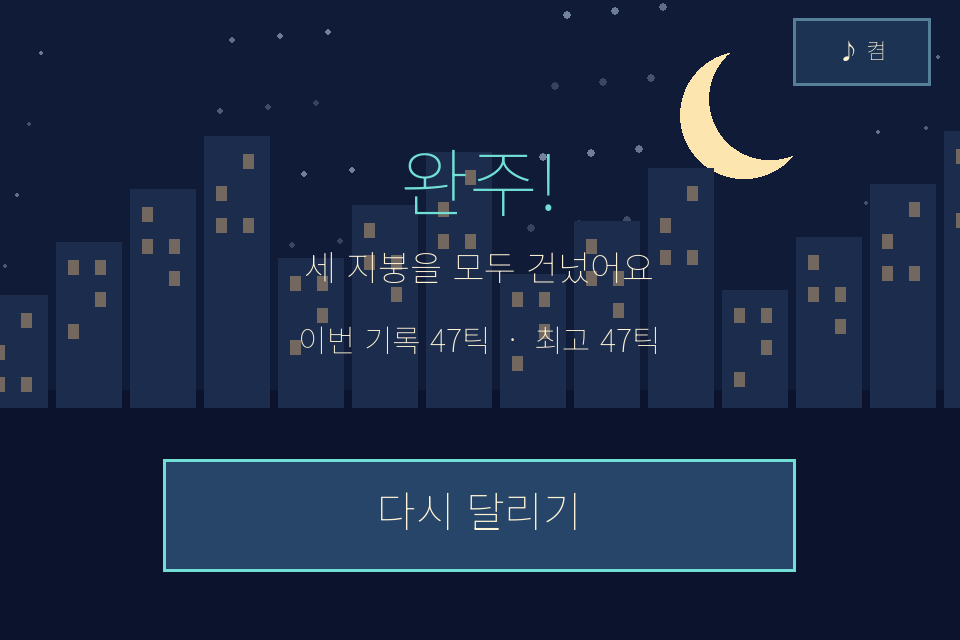 ♪ 켬
완주!
세 지붕을 모두 건넜어요
이번 기록 47틱 · 최고 47틱
다시 달리기